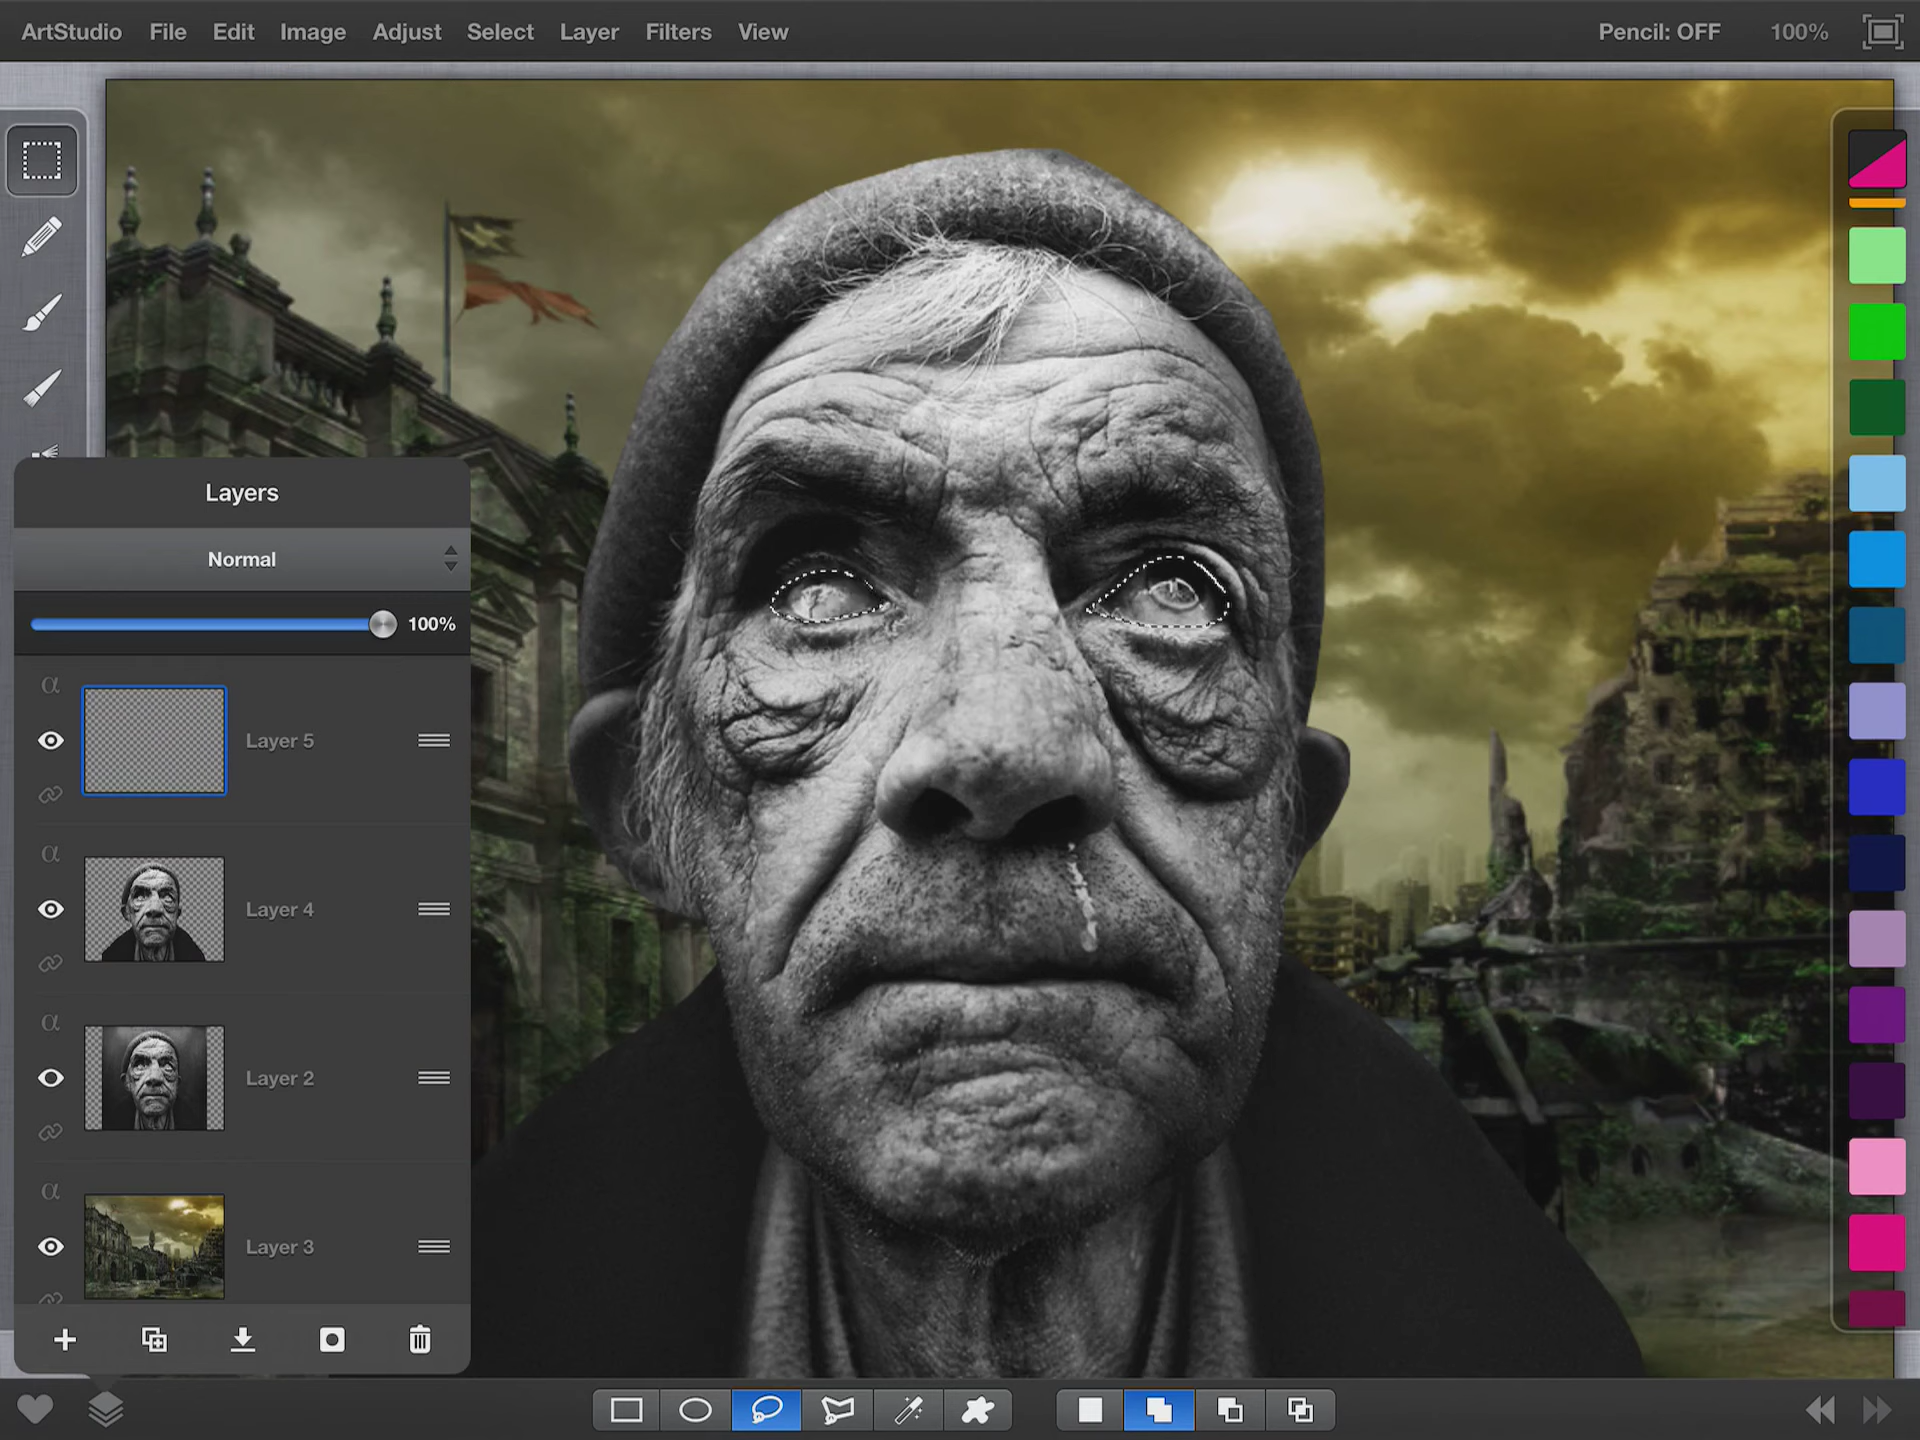 ArtStudio File Edit Image Adjust Select Layer Filters View Pencil: OFF 100%
Layers
Normal
100%
α
Layer 5
α
Layer 4
α
Layer 2
α
Layer 3